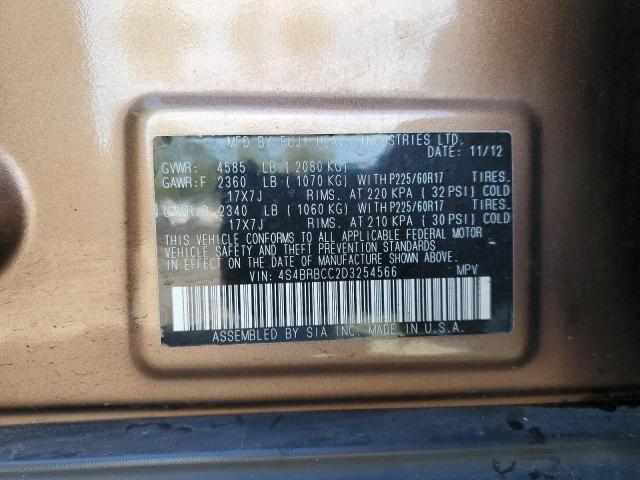 MFD BY FUJI HEAVY INDUSTRIES LTD.
DATE: 11/12
GVWR: 4585 LB ( 2080 KG)
GAWR:F 2360 LB ( 1070 KG) WITH P225/60R17 TIRES.
17X7J RIMS. AT 220 KPA ( 32 PSI) COLD
GAWR:R 2340 LB ( 1060 KG) WITH P225/60R17 TIRES.
17X7J RIMS. AT 210 KPA ( 30 PSI) COLD
THIS VEHICLE CONFORMS TO ALL APPLICABLE FEDERAL MOTOR
VEHICLE SAFETY AND THEFT PREVENTION STANDARDS
IN EFFECT ON THE DATE OF MANUFACTURE SHOWN ABOVE.
VIN: 4S4BRBCC2D3254566 MPV
ASSEMBLED BY SIA INC. MADE IN U.S.A.